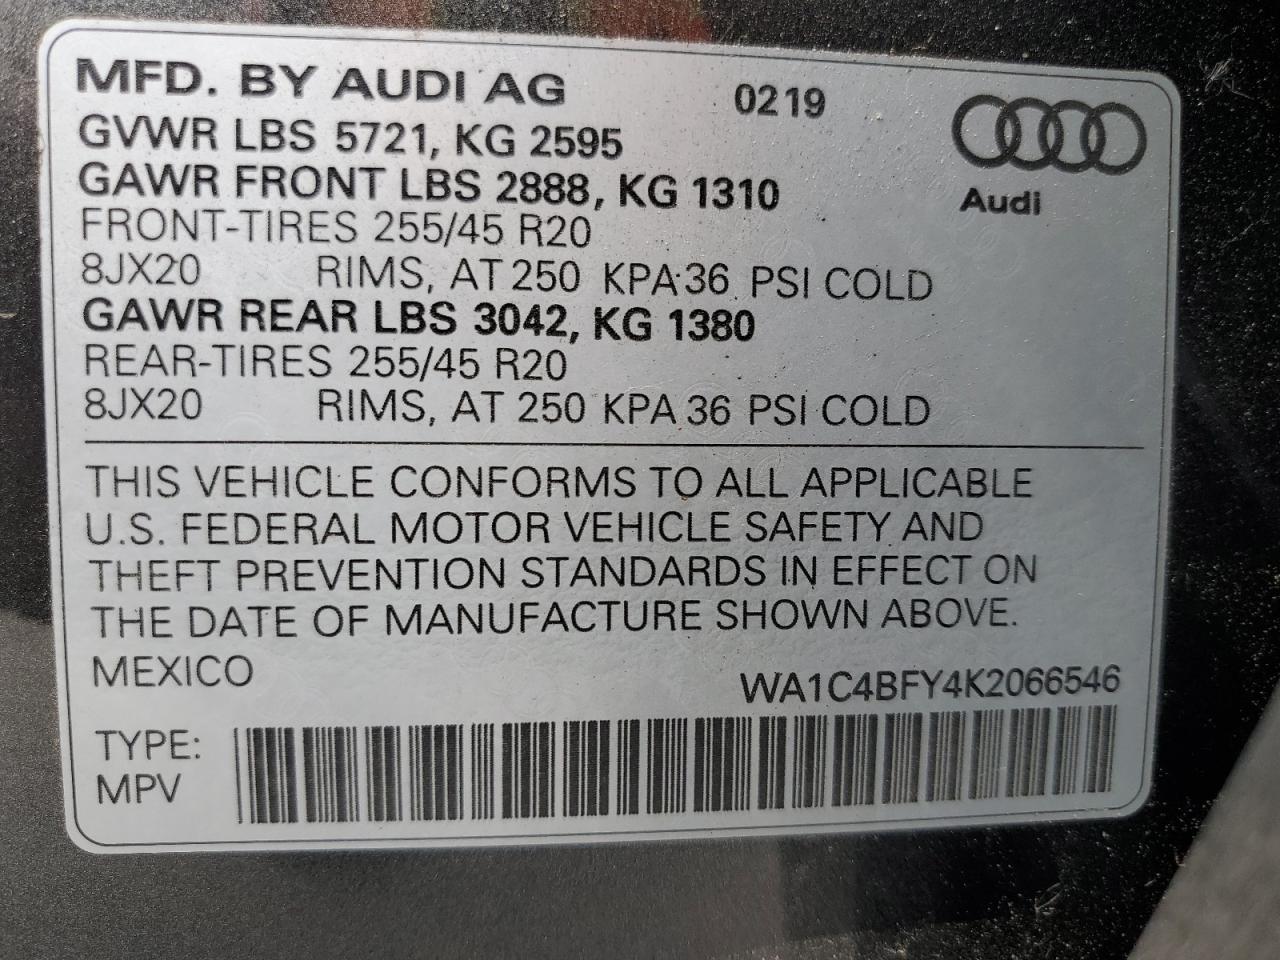 MFD. BY AUDI AG 0219
GVWR LBS 5721, KG 2595
GAWR FRONT LBS 2888, KG 1310
Audi
FRONT-TIRES 255/45 R20
8JX20 RIMS, AT 250 KPA 36 PSI COLD
GAWR REAR LBS 3042, KG 1380
REAR-TIRES 255/45 R20
8JX20 RIMS, AT 250 KPA 36 PSI COLD
THIS VEHICLE CONFORMS TO ALL APPLICABLE
U.S. FEDERAL MOTOR VEHICLE SAFETY AND
THEFT PREVENTION STANDARDS IN EFFECT ON
THE DATE OF MANUFACTURE SHOWN ABOVE.
MEXICO WA1C4BFY4K2066546
TYPE:
MPV